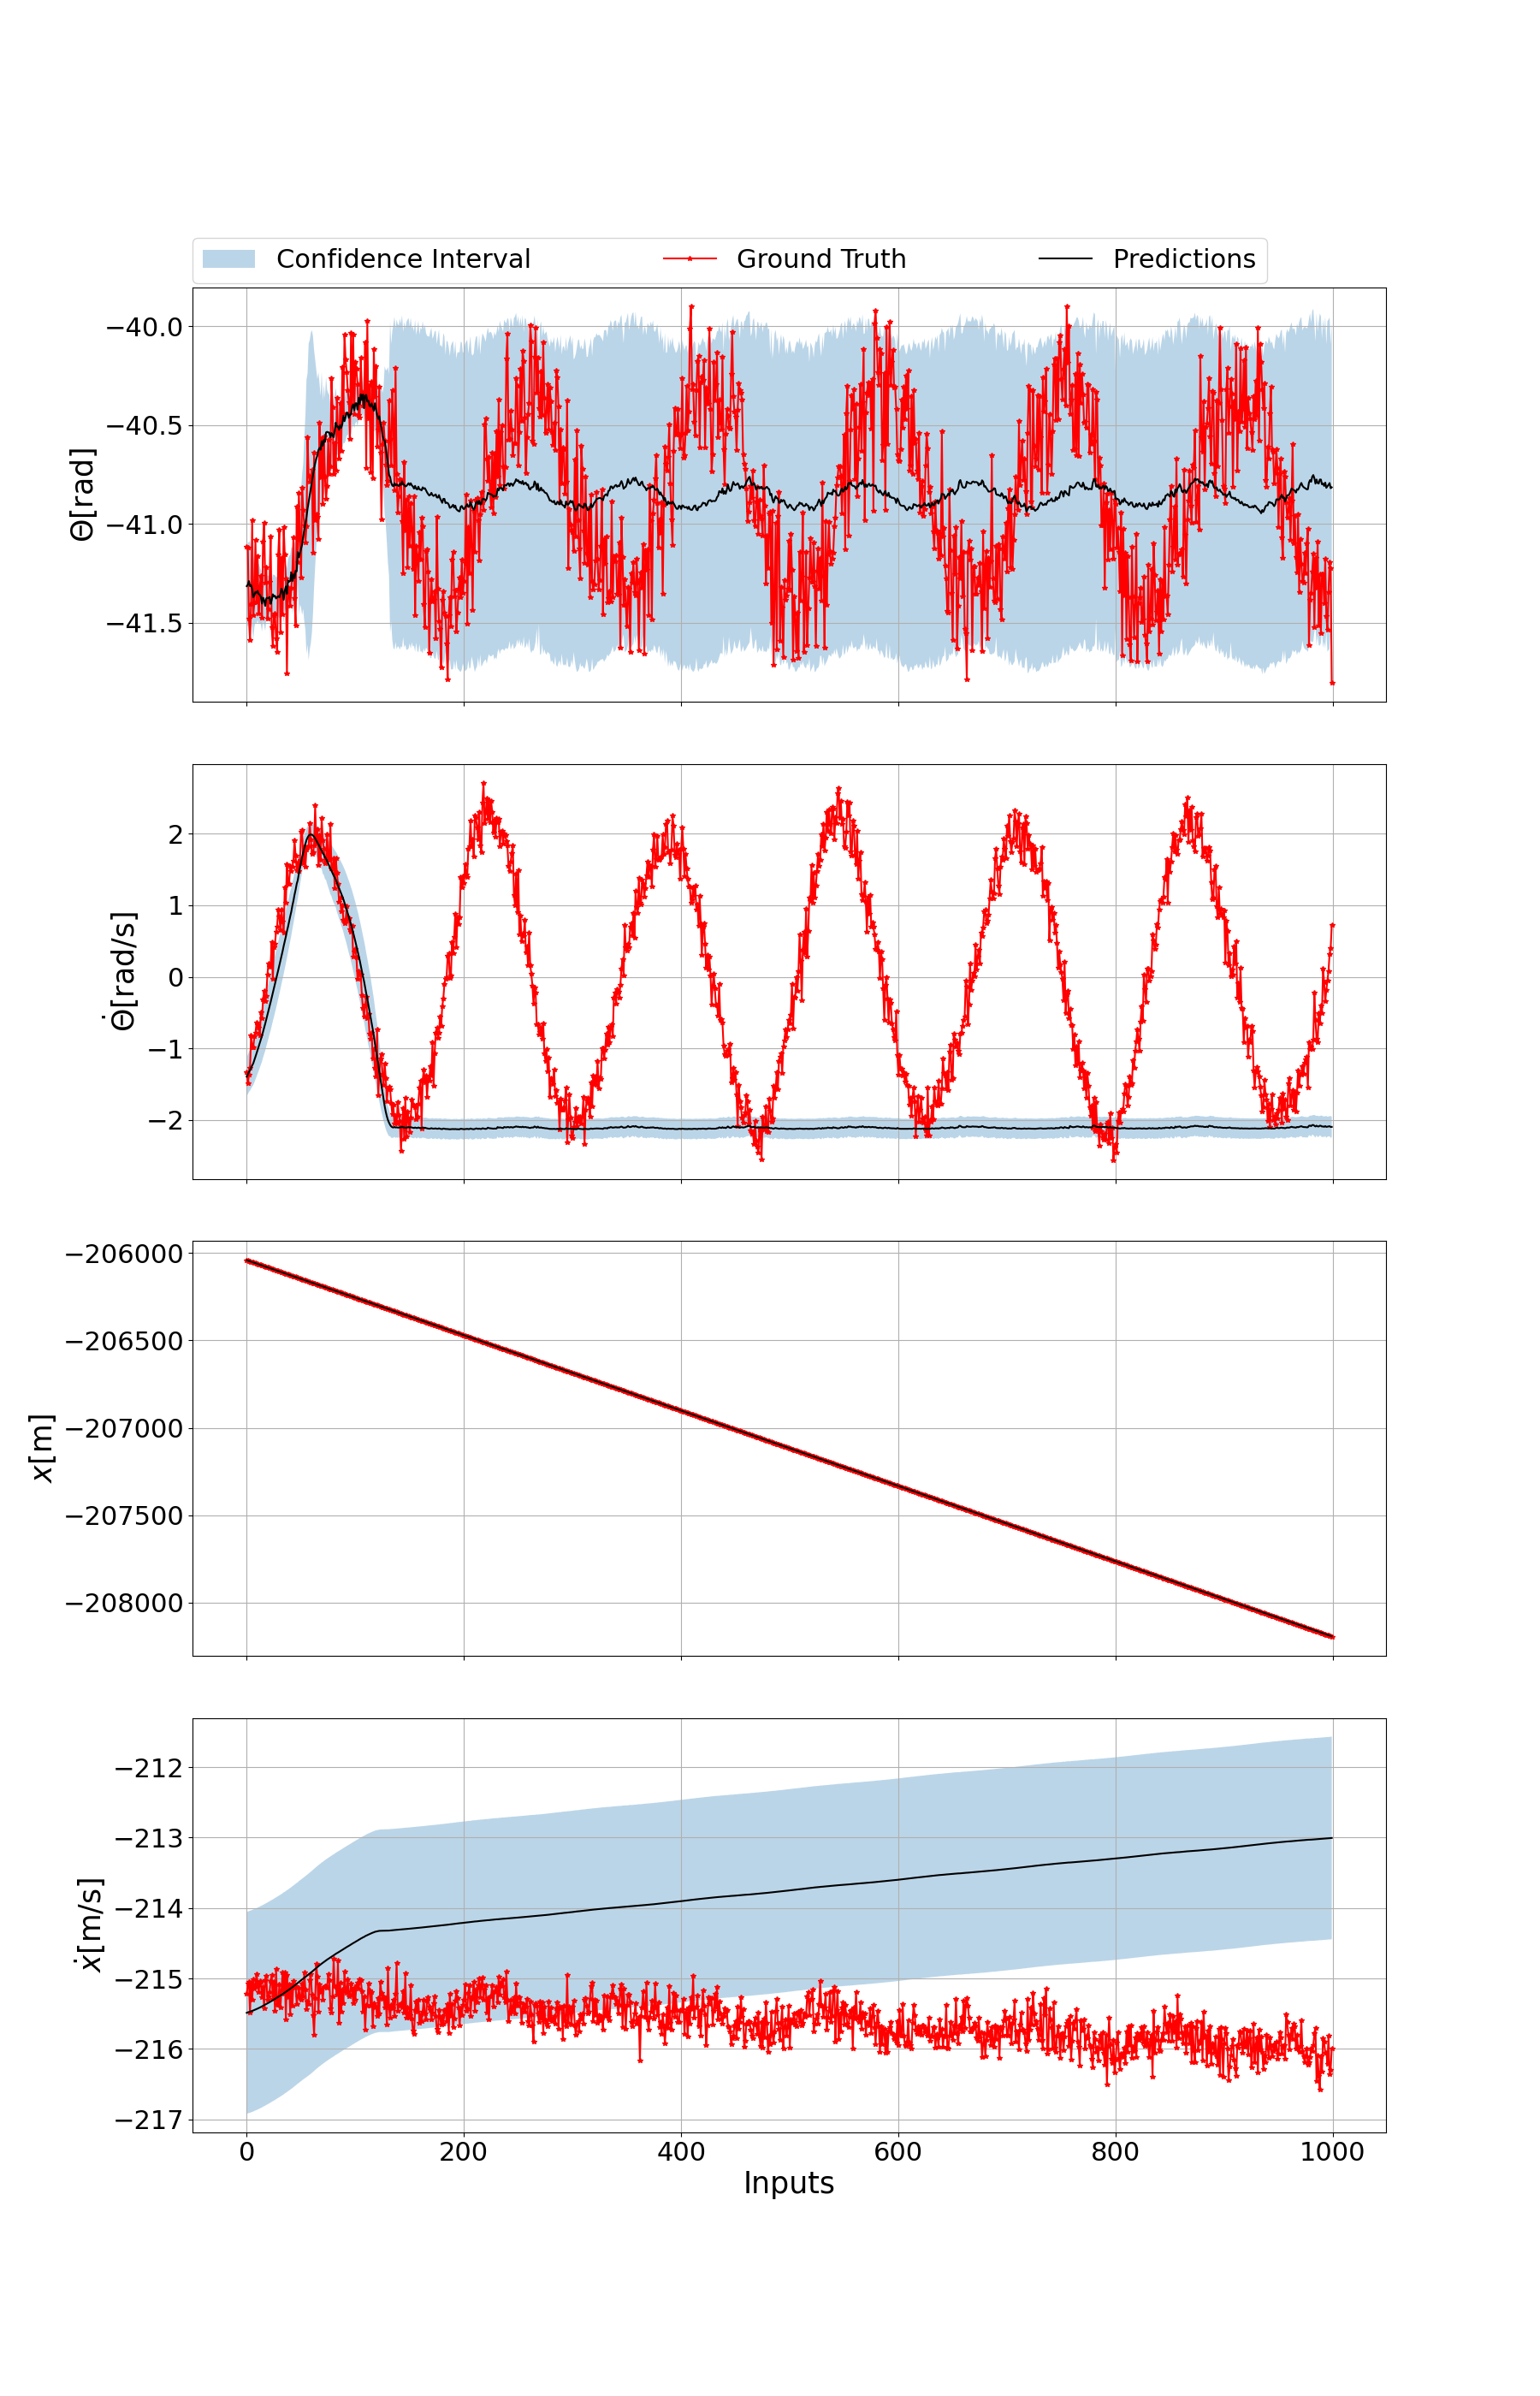 Confidence Interval Ground Truth Predictions
−40.0
−40.5
−41.0
−41.5
Θ[rad]
2
1
0
−1
−2
Θ̇[rad/s]
−206000
−206500
−207000
−207500
−208000
x[m]
−212
−213
−214
−215
−216
−217
ẋ[m/s]
0 200 400 600 800 1000
Inputs